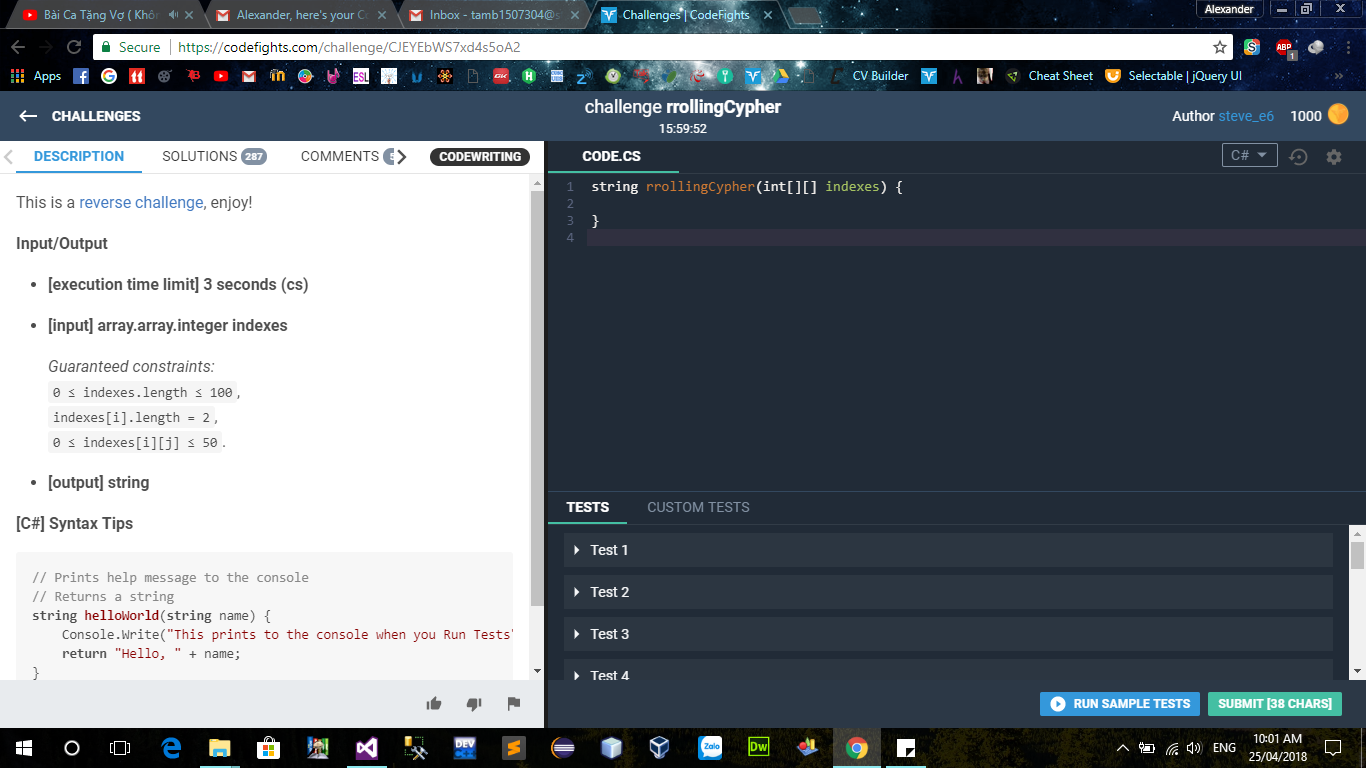 Bài Ca Tặng Vợ ( Khôn
Alexander, here's your C
Inbox - tamb1507304@s
Challenges | CodeFights
Alexander
Secure
https://codefights.com/challenge/CJEYEbWS7xd4s5oA2
ABP
1
Apps
ESL
CV Builder
Cheat Sheet
Selectable | jQuery UI
CHALLENGES
challenge rrollingCypher
15:59:52
Author steve_e6 1000
DESCRIPTION
SOLUTIONS 287
COMMENTS
CODEWRITING
CODE.CS
C#
This is a reverse challenge, enjoy!
Input/Output
• [execution time limit] 3 seconds (cs)
• [input] array.array.integer indexes
Guaranteed constraints:
0 ≤ indexes.length ≤ 100,
indexes[i].length = 2,
0 ≤ indexes[i][j] ≤ 50.
• [output] string
[C#] Syntax Tips
// Prints help message to the console
// Returns a string
string helloWorld(string name) {
Console.Write("This prints to the console when you Run Tests"
return "Hello, " + name;
}
1 string rrollingCypher(int[][] indexes) {
2
3 }
4
TESTS
CUSTOM TESTS
Test 1
Test 2
Test 3
Test 4
RUN SAMPLE TESTS
SUBMIT [38 CHARS]
DEV
Zalo
Dw
ENG
10:01 AM
25/04/2018